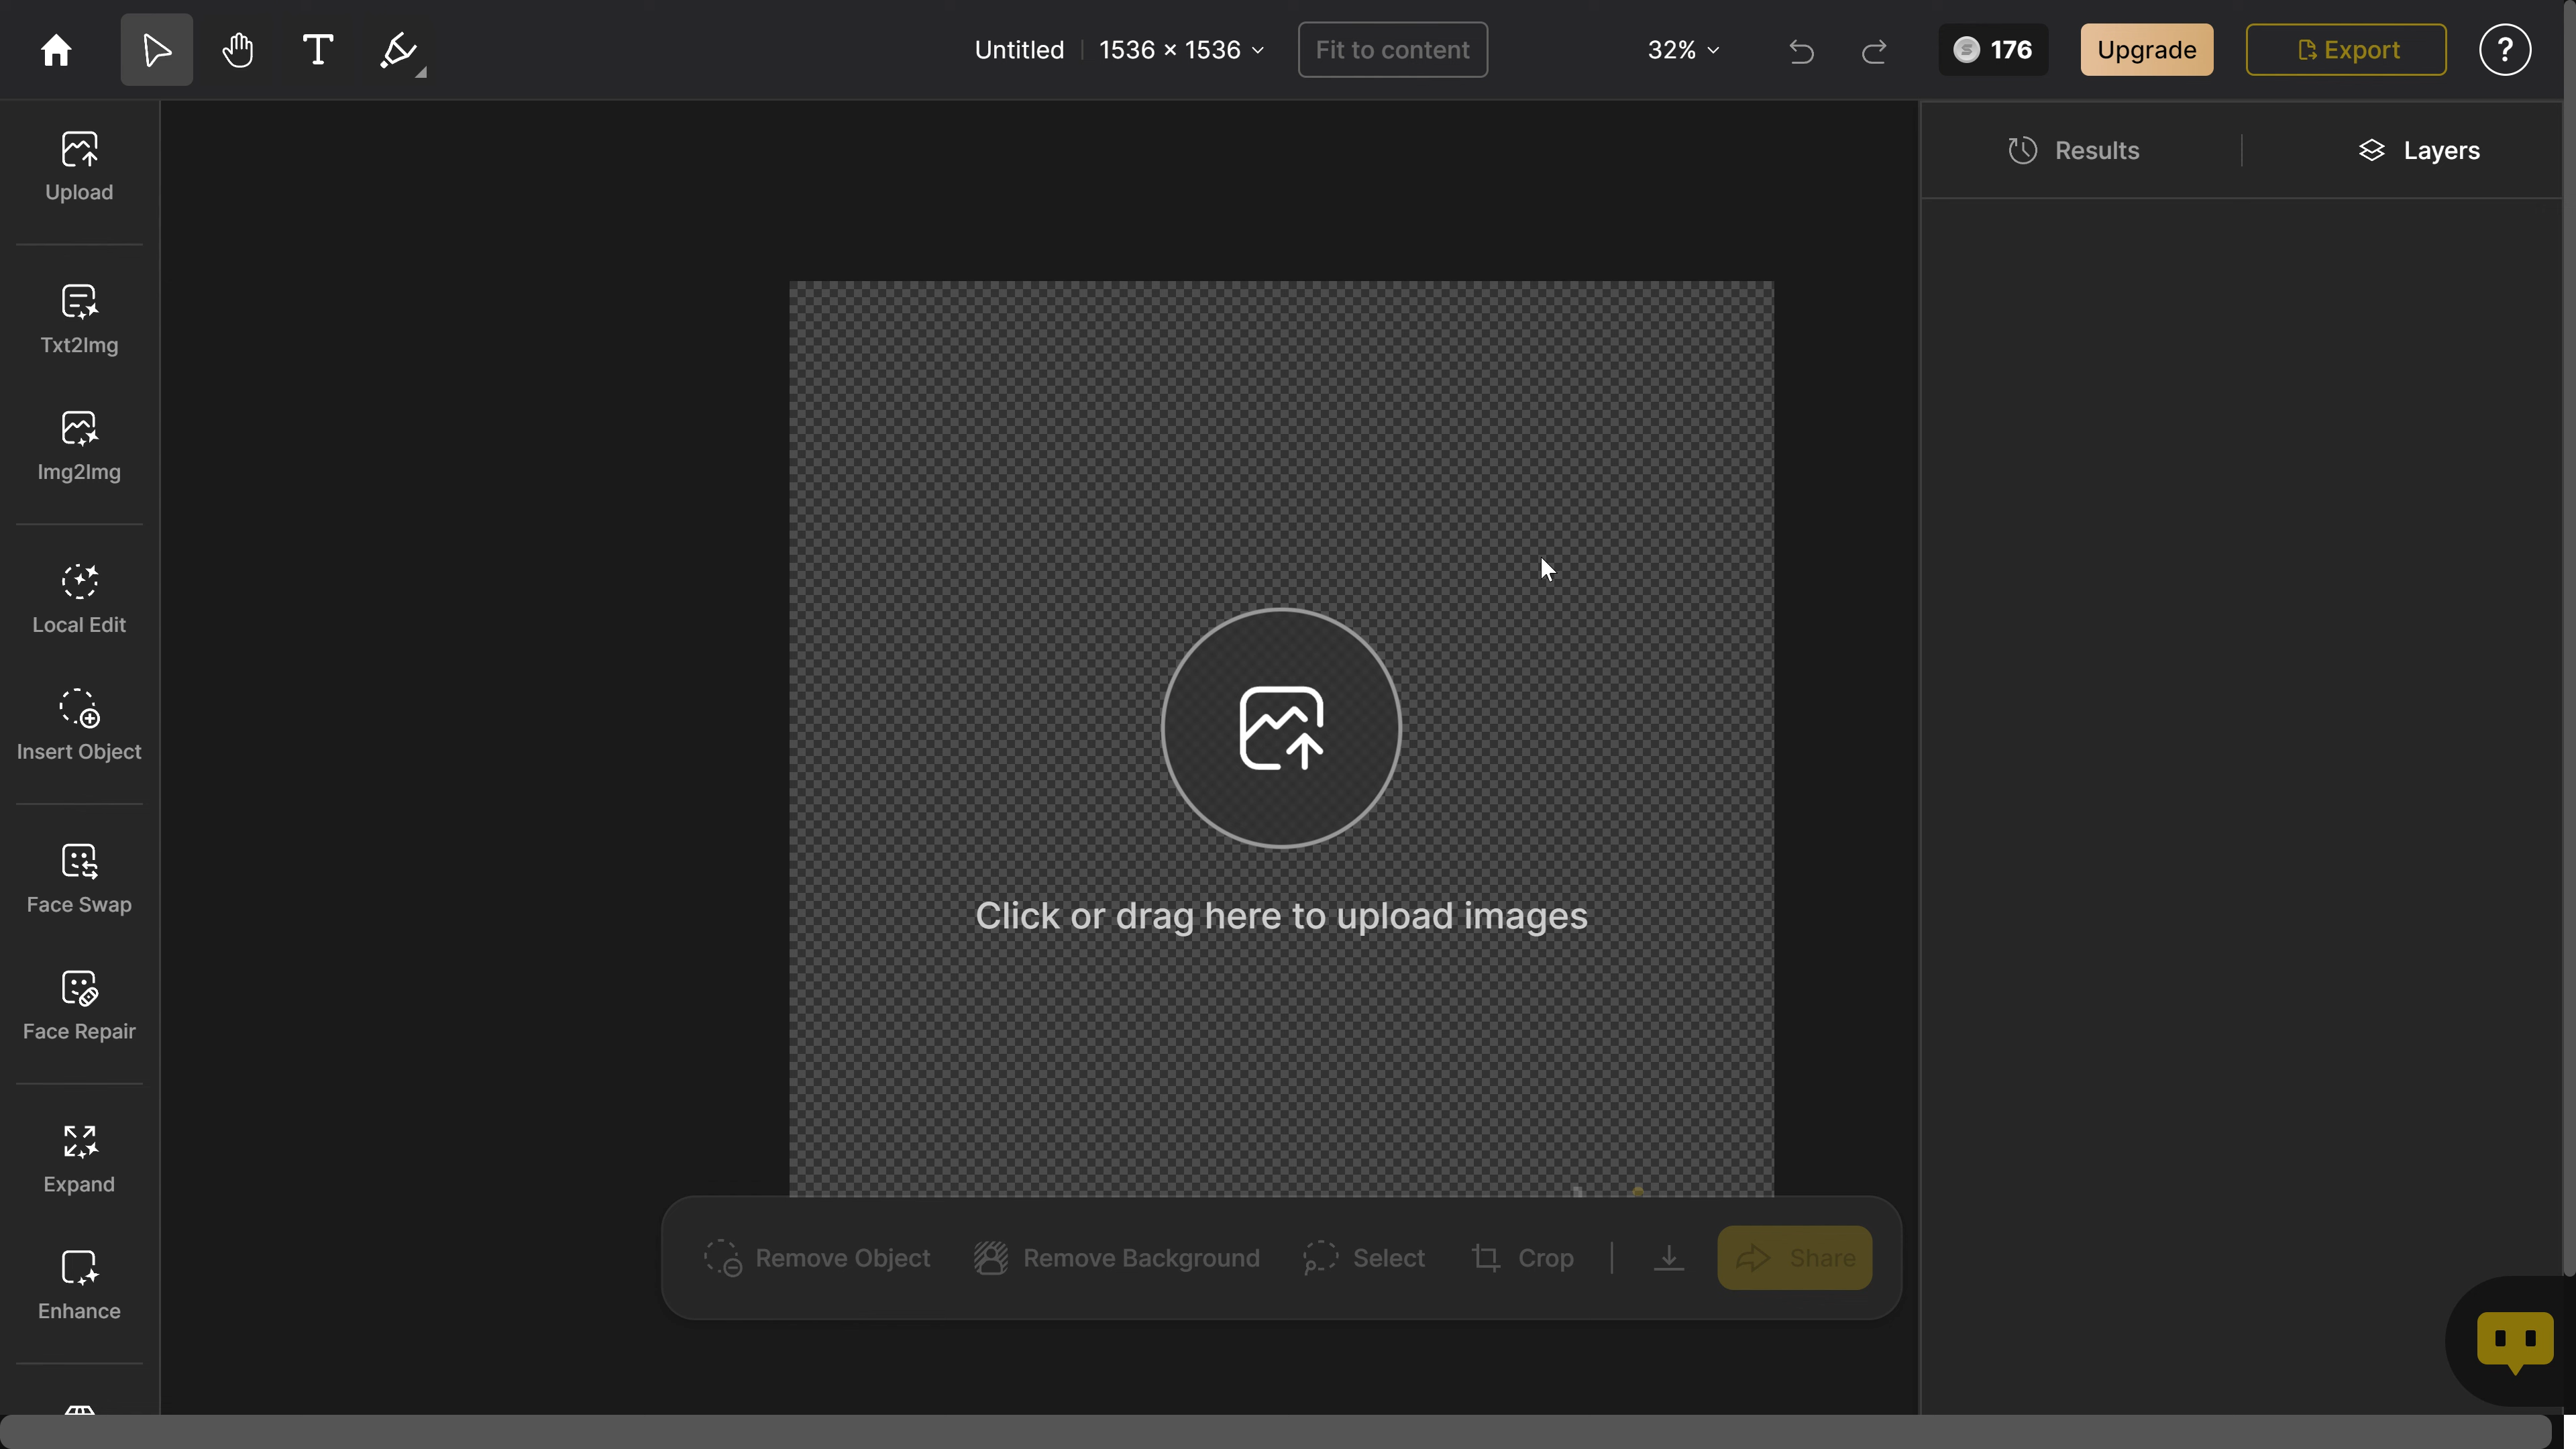 Untitled
1536 × 1536
Fit to content
32%
176
Upgrade
Export
?
Upload
Txt2Img
Img2Img
Local Edit
Insert Object
Face Swap
Face Repair
Expand
Enhance
Click or drag here to upload images
Remove Object
Remove Background
Select
Crop
Share
Results
Layers